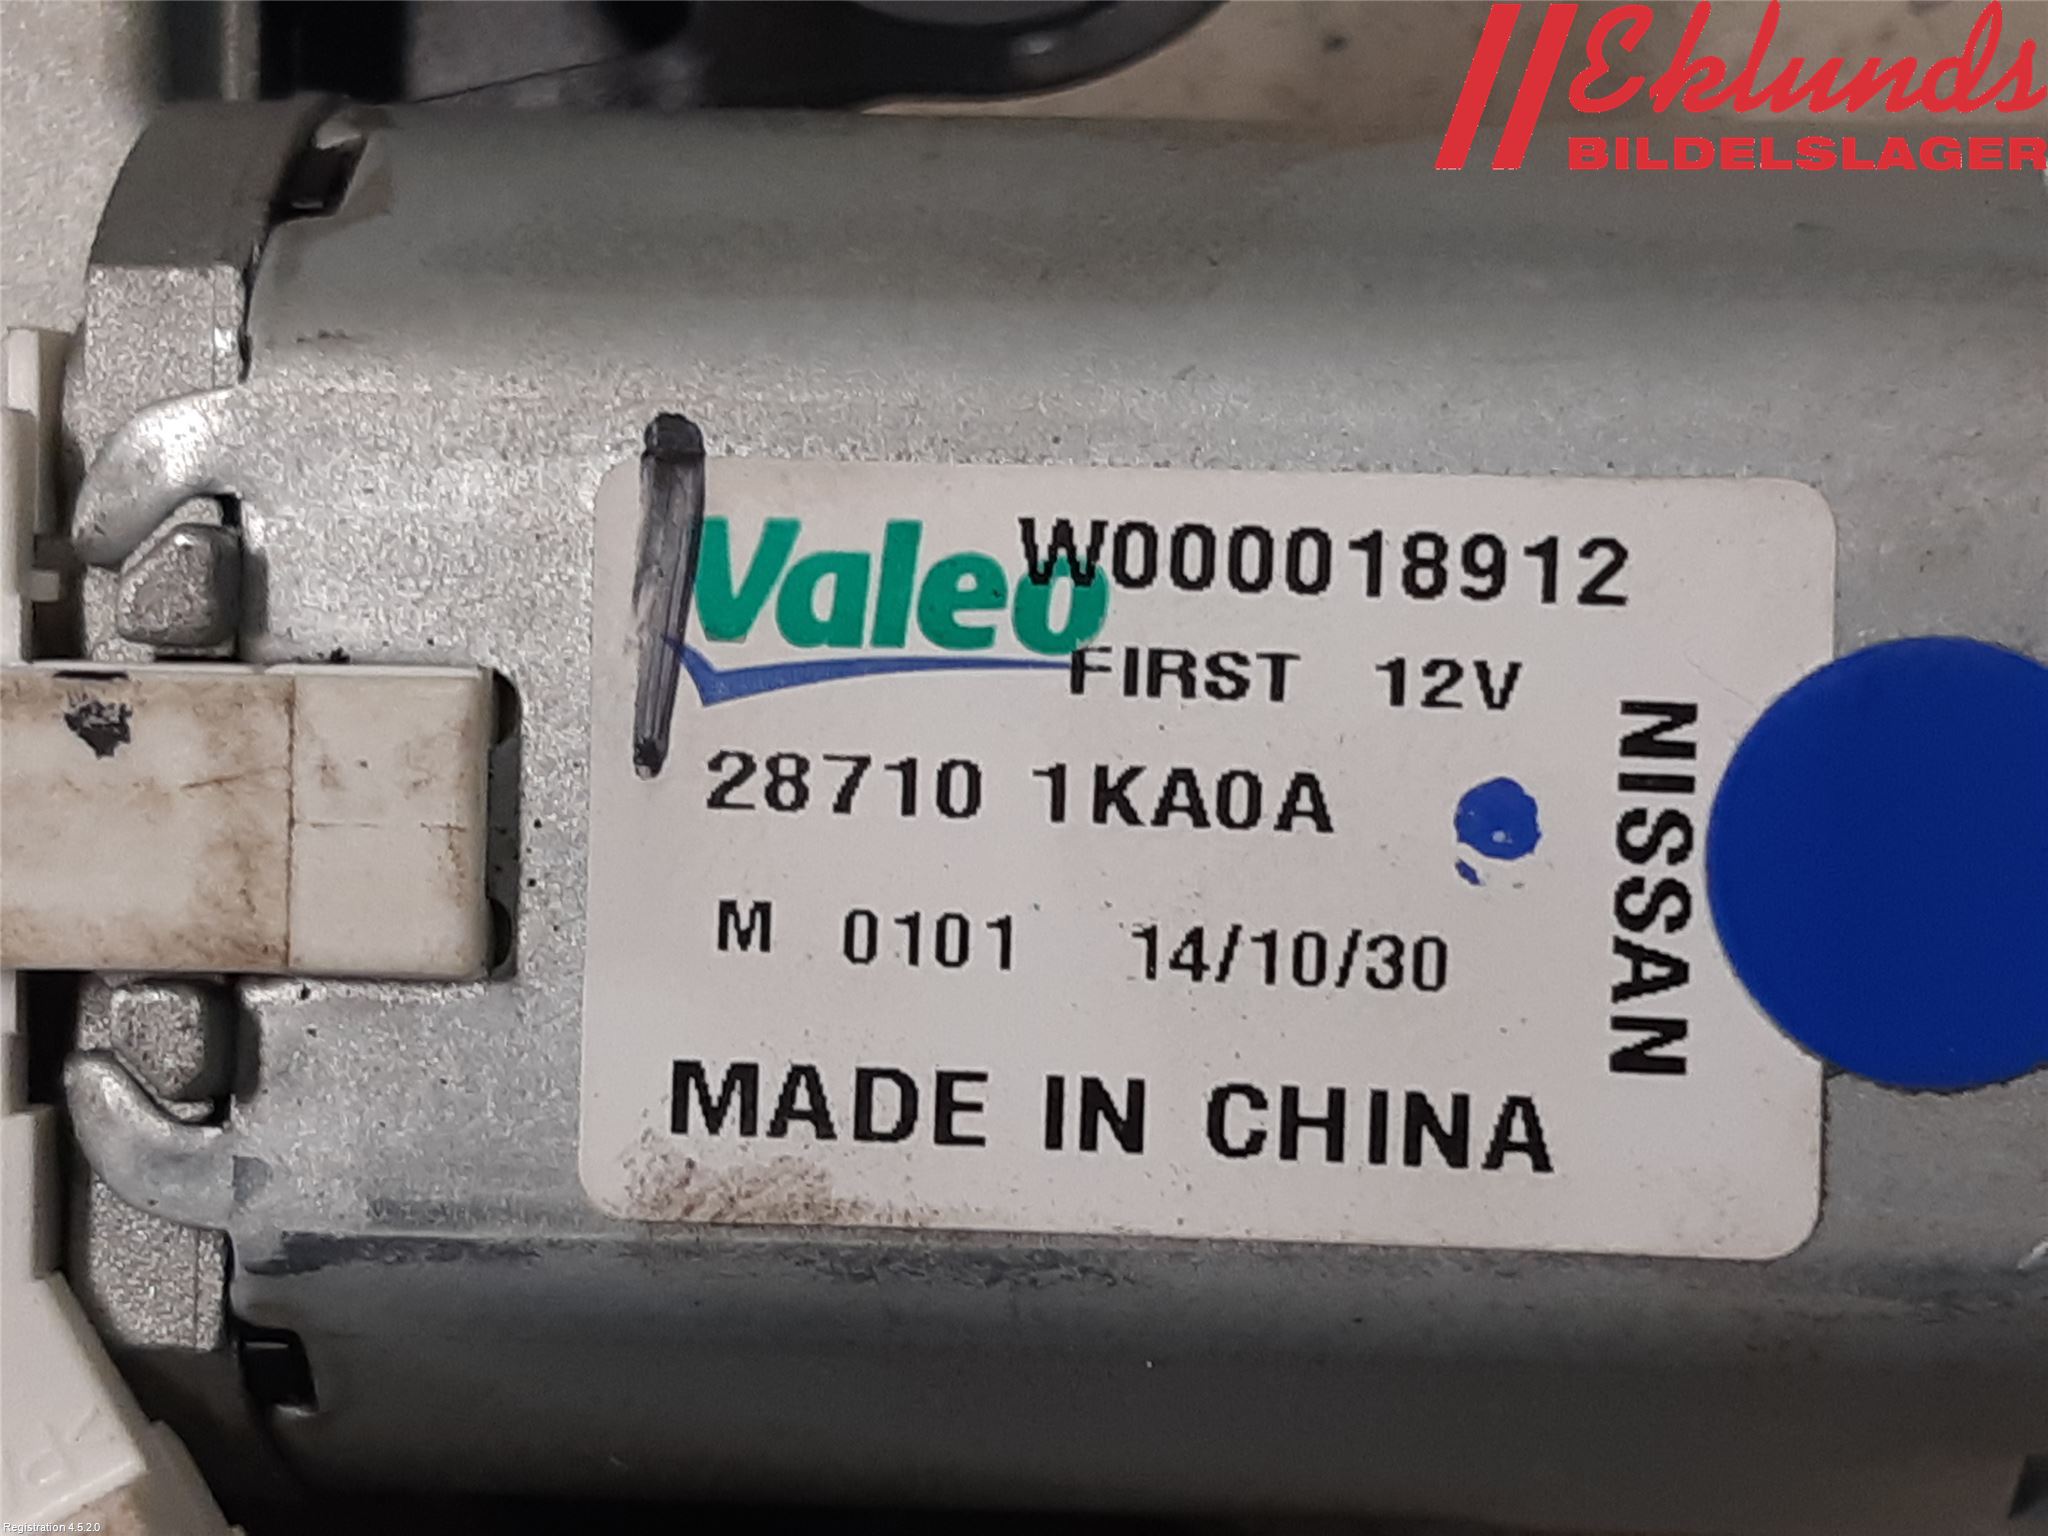 Eklunds
BILDELSLAGER
Valeo W000018912
FIRST 12V
28710 1KA0A
M 0101 14/10/30
MADE IN CHINA
NISSAN
Registration 4.5.2.0